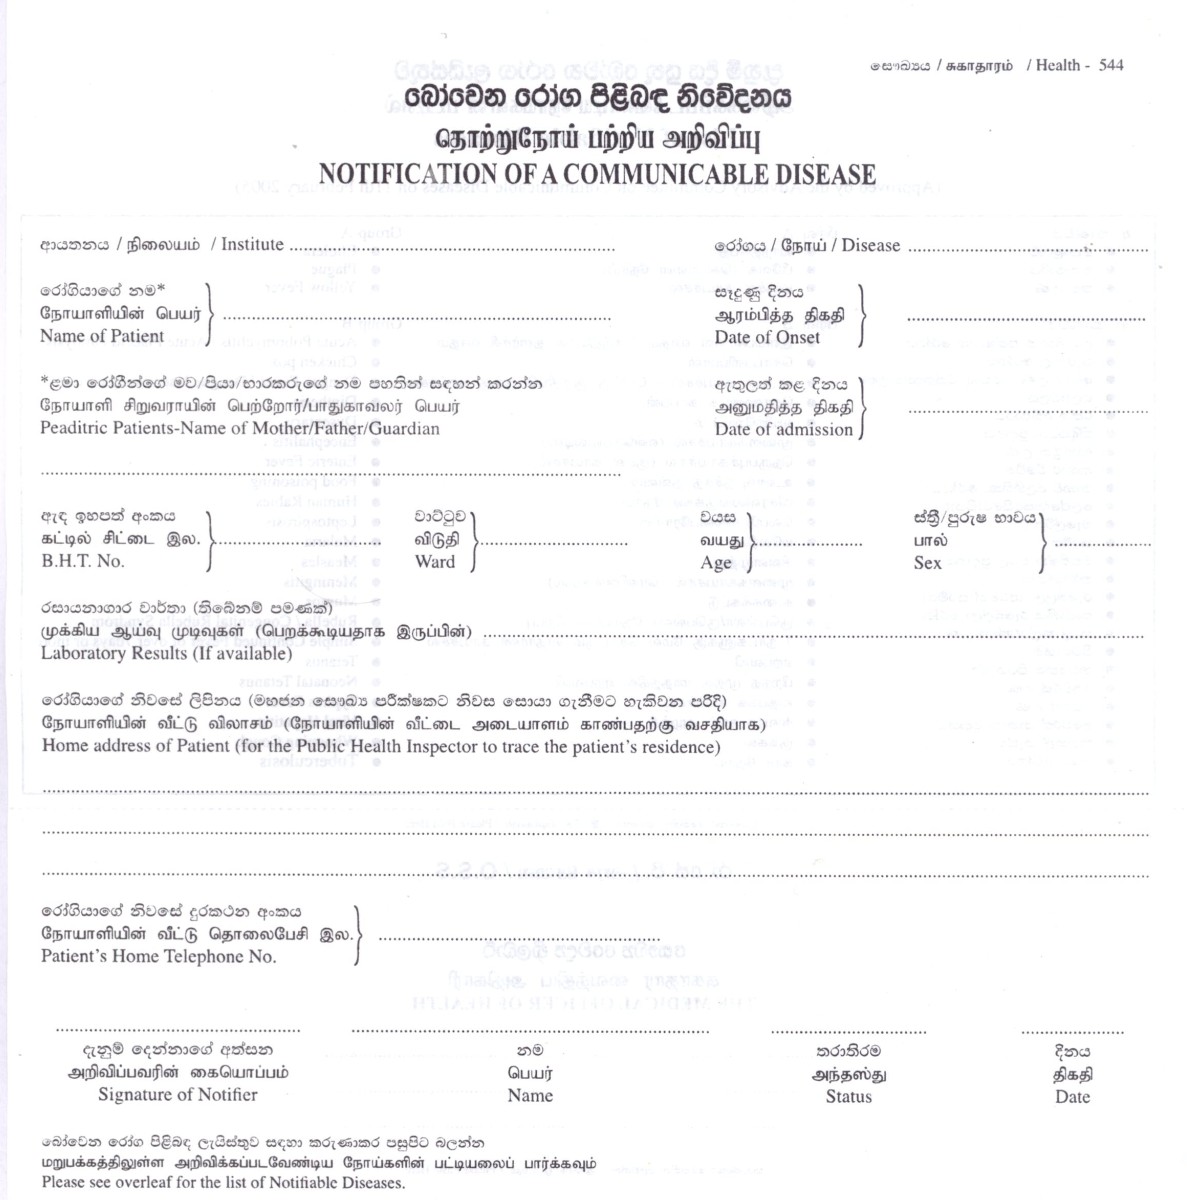 සෞඛ්‍යය / சுகாதாரம் / Health - 544
බෝවෙන රෝග පිළිබඳ නිවේදනය
தொற்றுநோய் பற்றிய அறிவிப்பு
NOTIFICATION OF A COMMUNICABLE DISEASE
ආයතනය / நிலையம் / Institute
රෝගය / நோய் / Disease
රෝගියාගේ නම*
நோயாளியின் பெயர்
Name of Patient
සෑදුණු දිනය
ஆரம்பித்த திகதி
Date of Onset
*ළමා රෝගීන්ගේ මව/පියා/භාරකරුගේ නම පහතින් සඳහන් කරන්න
நோயாளி சிறுவராயின் பெற்றோர்/பாதுகாவலர் பெயர்
Peaditric Patients-Name of Mother/Father/Guardian
ඇතුලත් කළ දිනය
அனுமதித்த திகதி
Date of admission
ඇඳ ඉහපත් අංකය
கட்டில் சிட்டை இல.
B.H.T. No.
වාට්ටුව
விடுதி
Ward
වයස
வயது
Age
ස්ත්‍රී/පුරුෂ භාවය
பால்
Sex
රසායනාගාර වාර්තා (තිබේනම් පමණක්)
முக்கிய ஆய்வு முடிவுகள் (பெறக்கூடியதாக இருப்பின்)
Laboratory Results (If available)
රෝගියාගේ නිවසේ ලිපිනය (මහජන සෞඛ්‍ය පරීක්ෂකට නිවස සොයා ගැනීමට හැකිවන පරිදි)
நோயாளியின் வீட்டு விலாசம் (நோயாளியின் வீட்டை அடையாளம் காண்பதற்கு வசதியாக)
Home address of Patient (for the Public Health Inspector to trace the patient's residence)
රෝගියාගේ නිවසේ දුරකථන අංකය
நோயாளியின் வீட்டு தொலைபேசி இல.
Patient's Home Telephone No.
දැනුම් දෙන්නාගේ අත්සන
அறிவிப்பவரின் கையொப்பம்
Signature of Notifier
නම
பெயர்
Name
තරාතිරම
அந்தஸ்து
Status
දිනය
திகதி
Date
බෝවෙන රෝග පිළිබඳ ලැයිස්තුව සඳහා කරුණාකර පසුපිට බලන්න
மறுபக்கத்திலுள்ள அறிவிக்கப்படவேண்டிய நோய்களின் பட்டியலைப் பார்க்கவும்
Please see overleaf for the list of Notifiable Diseases.